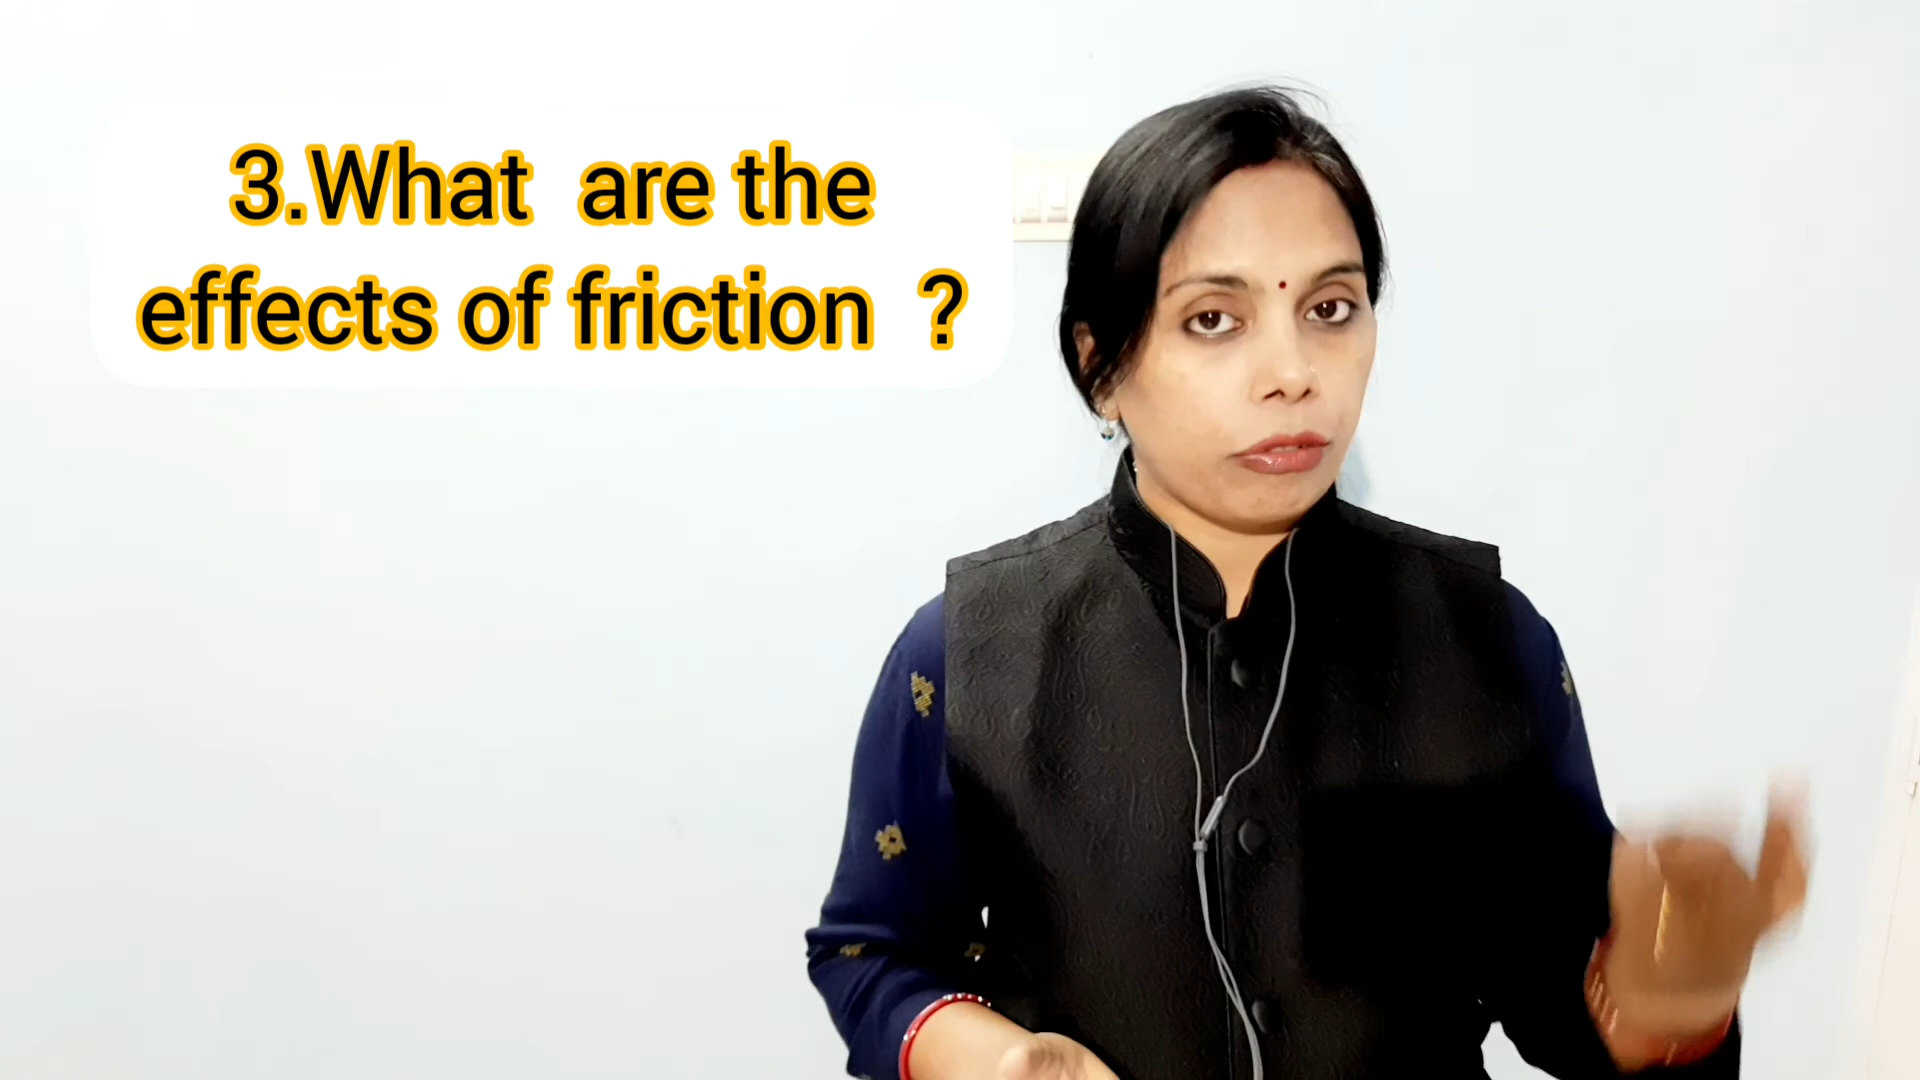 3.What are the
effects of friction ?